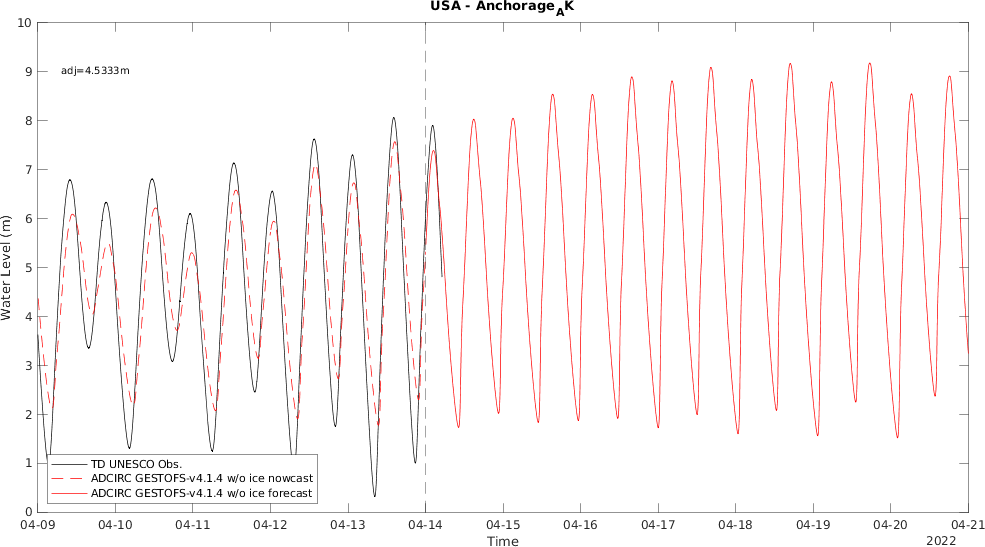 USA - Anchorage_AK
10
9
8
7
6
5
4
3
2
1
0
Water Level (m)
adj=4.5333m
TD UNESCO Obs.
ADCIRC GESTOFS-v4.1.4 w/o ice nowcast
ADCIRC GESTOFS-v4.1.4 w/o ice forecast
04-09 04-10 04-11 04-12 04-13 04-14 04-15 04-16 04-17 04-18 04-19 04-20 04-21
Time
2022